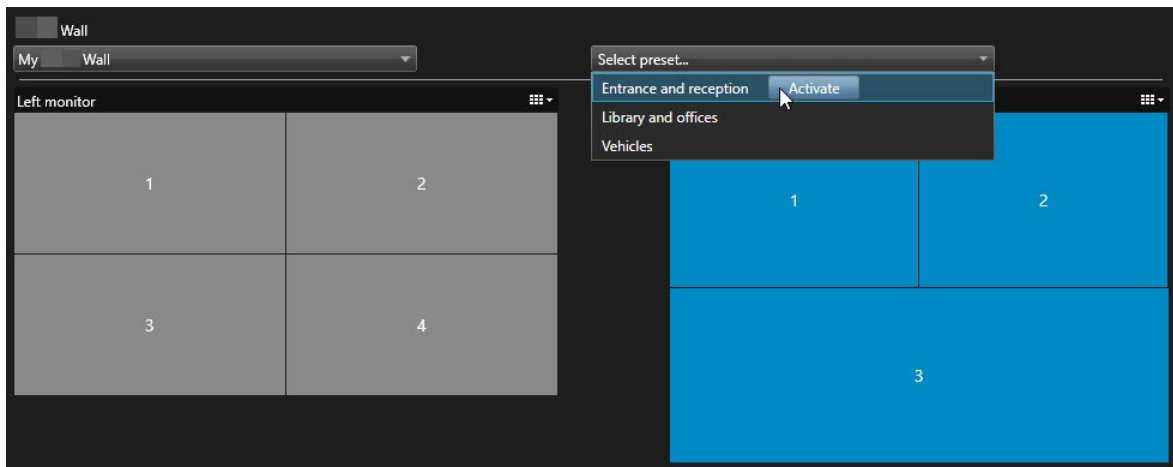 Wall
My Wall
Select preset...
Entrance and reception Activate
Library and offices
Vehicles
Left monitor
1 2
3 4
1 2
3